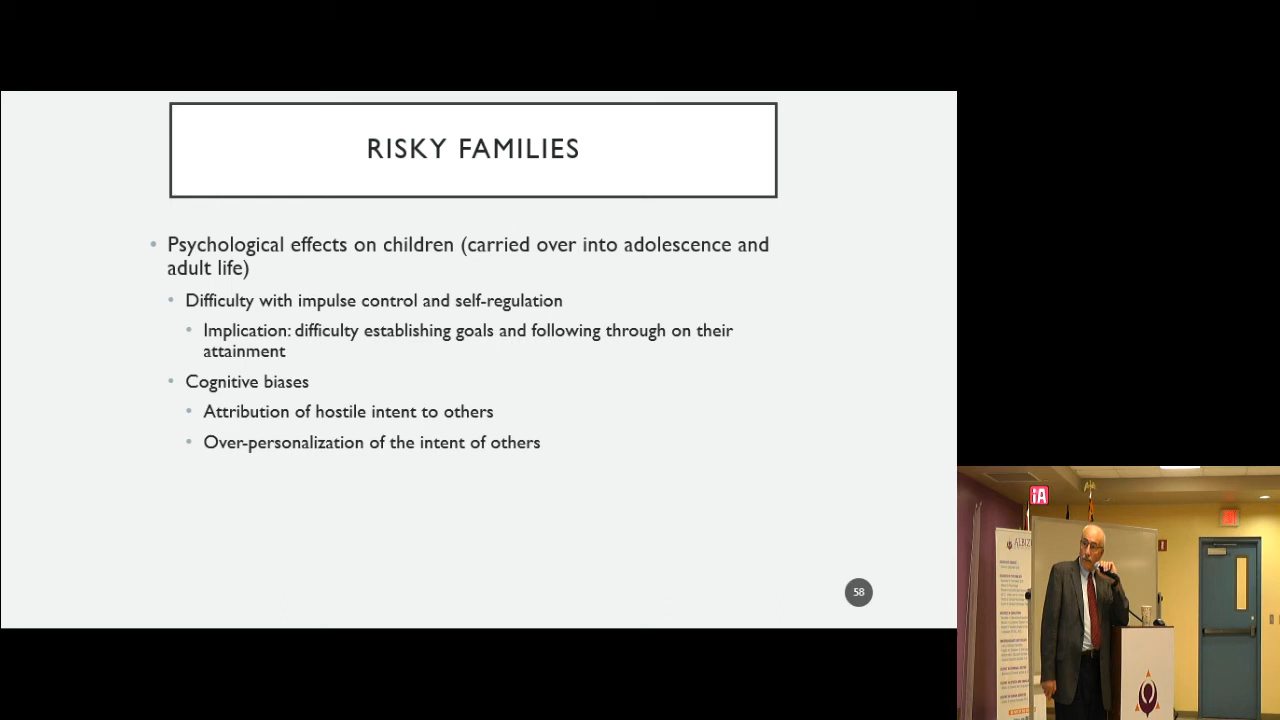 RISKY FAMILIES
• Psychological effects on children (carried over into adolescence and
adult life)
• Difficulty with impulse control and self-regulation
• Implication: difficulty establishing goals and following through on their
attainment
• Cognitive biases
• Attribution of hostile intent to others
• Over-personalization of the intent of others
58
iA